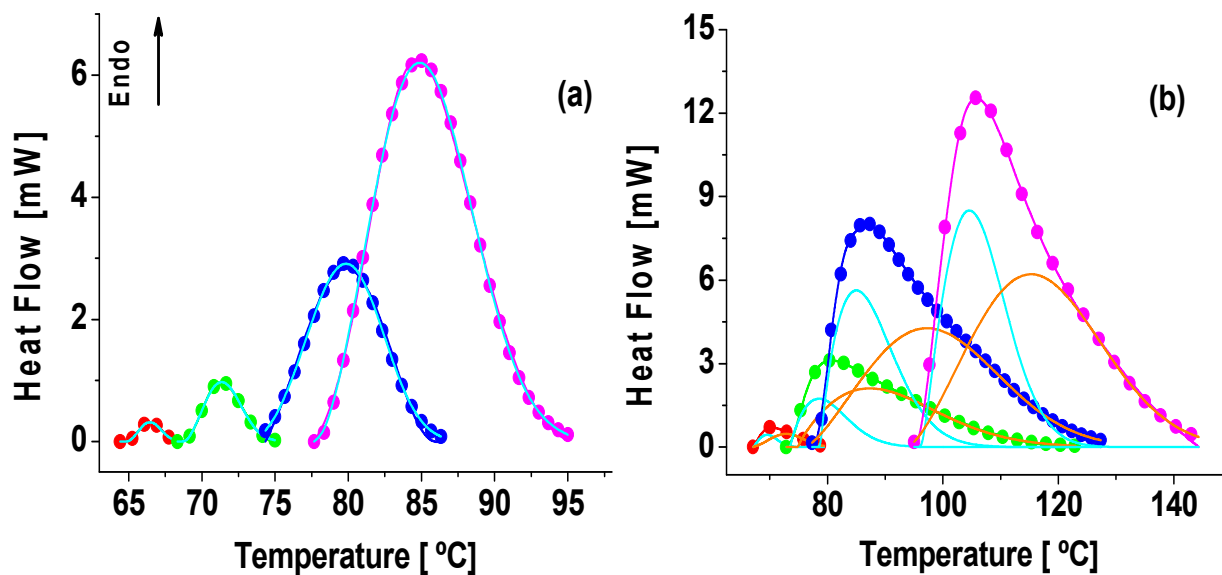 Endo
(a)
Heat Flow [mW]
6
4
2
0
65 70 75 80 85 90 95
Temperature [ ºC]
(b)
Heat Flow [mW]
15
12
9
6
3
0
80 100 120 140
Temperature [ ºC]